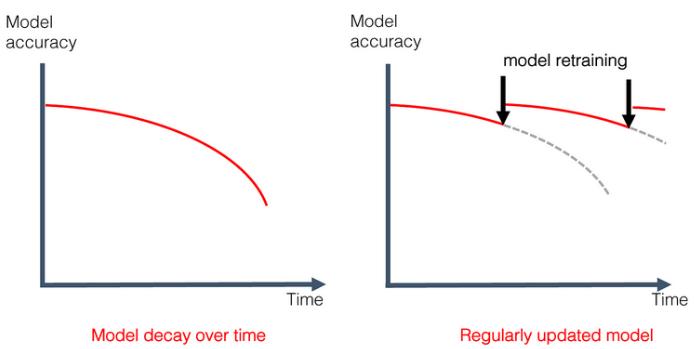 Model
accuracy
Time
Model decay over time
Model
accuracy
model retraining
Time
Regularly updated model